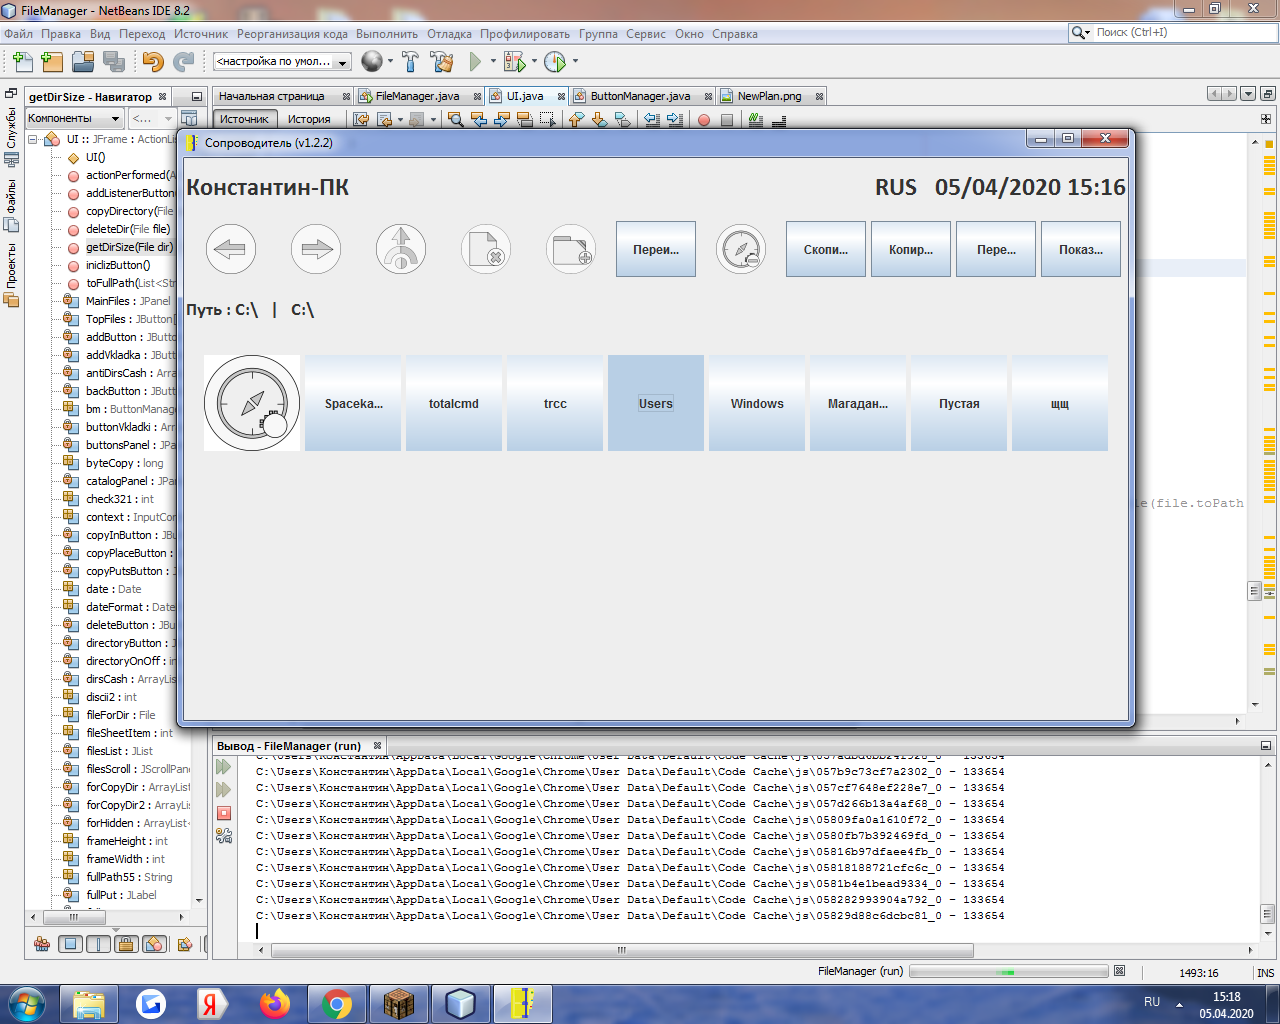 FileManager - NetBeans IDE 8.2
Файл Правка Вид Переход Источник Реорганизация кода Выполнить Отладка Профилировать Группа Сервис Окно Справка
Поиск (Ctrl+I)
<настройка по умол...
getDirSize - Навигатор
Начальная страница
FileManager.java
UI.java
ButtonManager.java
NewPlan.png
Компоненты
<...
Источник
История
Службы
Файлы
Проекты
UI :: JFrame : ActionLis
UI()
actionPerformed(A
addListenerButton
copyDirectory(File
deleteDir(File file)
getDirSize(File dir)
iniclizButton()
toFullPath(List<Str
MainFiles : JPanel
TopFiles : JButton[
addButton : JButto
addVkladka : JButto
antiDirsCash : Arra
backButton : JButto
bm : ButtonManage
buttonVkladki : Arr
buttonsPanel : JPa
byteCopy : long
catalogPanel : JPa
check321 : int
context : InputCon
copyInButton : JBu
copyPlaceButton :
copyPutsButton : J
date : Date
dateFormat : Date
deleteButton : JBu
directoryButton : J
directoryOnOff : in
dirsCash : ArrayList
discii2 : int
fileForDir : File
fileSheetItem : int
filesList : JList
filesScroll : JScrollPan
forCopyDir : ArrayList
forCopyDir2 : ArrayLis
forHidden : ArrayList<
frameHeight : int
frameWidth : int
fullPath55 : String
fullPut : JLabel
Сопроводитель (v1.2.2)
Константин-ПК
RUS 05/04/2020 15:16
Переи...
Скопи...
Копир...
Пере...
Показ...
Путь : C:\ | C:\
Spaceka...
totalcmd
trcc
Users
Windows
Магадан...
Пустая
щщ
e(file.toPath
Вывод - FileManager (run)
C:\Users\Константин\AppData\Local\Google\Chrome\User Data\Default\Code Cache\js\057b9c73cf7a2302_0 - 133654
C:\Users\Константин\AppData\Local\Google\Chrome\User Data\Default\Code Cache\js\057cf7648ef228e7_0 - 133654
C:\Users\Константин\AppData\Local\Google\Chrome\User Data\Default\Code Cache\js\057d266b13a4af68_0 - 133654
C:\Users\Константин\AppData\Local\Google\Chrome\User Data\Default\Code Cache\js\05809fa0a1610f72_0 - 133654
C:\Users\Константин\AppData\Local\Google\Chrome\User Data\Default\Code Cache\js\0580fb7b392469fd_0 - 133654
C:\Users\Константин\AppData\Local\Google\Chrome\User Data\Default\Code Cache\js\05816b97dfaee4fb_0 - 133654
C:\Users\Константин\AppData\Local\Google\Chrome\User Data\Default\Code Cache\js\05818188721cfc6c_0 - 133654
C:\Users\Константин\AppData\Local\Google\Chrome\User Data\Default\Code Cache\js\0581b4e1bead9334_0 - 133654
C:\Users\Константин\AppData\Local\Google\Chrome\User Data\Default\Code Cache\js\058282993904a792_0 - 133654
C:\Users\Константин\AppData\Local\Google\Chrome\User Data\Default\Code Cache\js\05829d88c6dcbc81_0 - 133654
FileManager (run)
1493:16
INS
Я
RU
15:18
05.04.2020